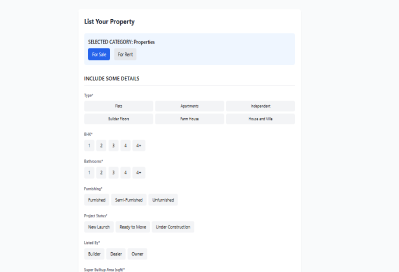 List Your Property
SELECTED CATEGORY: Properties
For Sale For Rent
INCLUDE SOME DETAILS
Type*
Flats Apartments Independent
Builder Floors Farm House House and Villa
BHK*
1 2 3 4 4+
Bathrooms*
1 2 3 4 4+
Furnishing*
Furnished Semi-Furnished Unfurnished
Project Status*
New Launch Ready to Move Under Construction
Listed By*
Builder Dealer Owner
Super Builtup Area (sqft)*